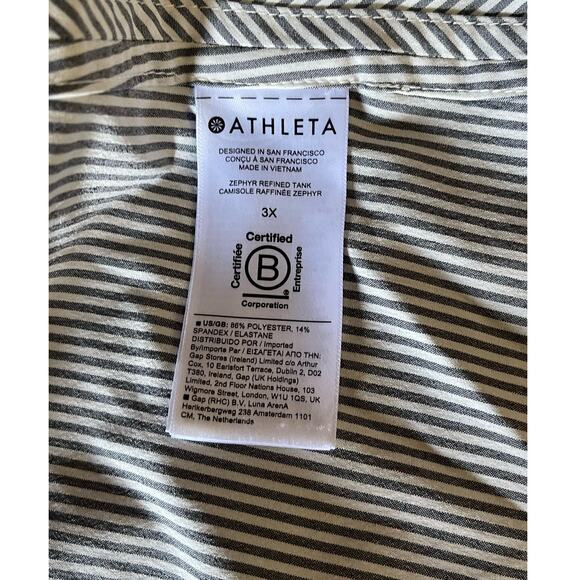 ATHLETA
DESIGNED IN SAN FRANCISCO
CONÇU À SAN FRANCISCO
MADE IN VIETNAM
ZEPHYR REFINED TANK
CAMISOLE RAFFINÉE ZEPHYR
3X
Certified
Certifiée
B
Entreprise
Corporation
■ US/GB: 86% POLYESTER, 14%
SPANDEX / ELASTANE
DISTRIBUIDO POR / Imported
By/Importe Par / ΕΙΣΑΓΕΤΑΙ ΑΠΟ ΤΗΝ:
Gap Stores (Ireland) Limited c/o Arthur
Cox, 10 Earlsfort Terrace, Dublin 2, D02
T380, Ireland, Gap (UK Holdings)
Limited, 2nd Floor Nations House, 103
Wigmore Street, London, W1U 1QS, UK
■ Gap (RHC) B.V. Luna ArenA
Herikerbergweg 238 Amsterdam 1101
CM, The Netherlands